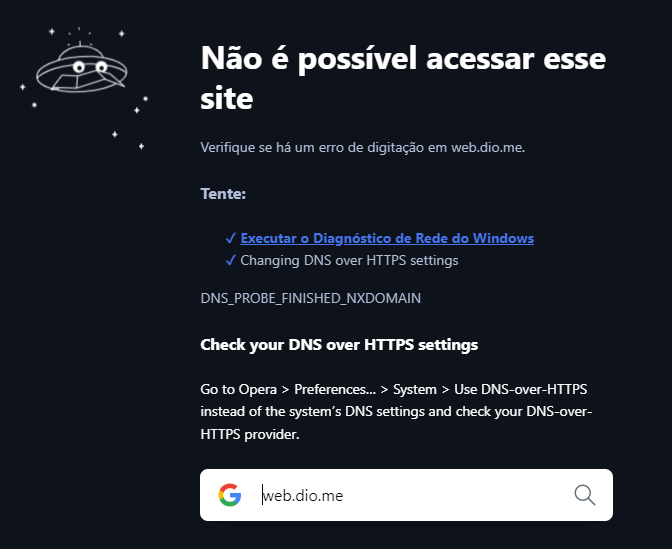 Não é possível acessar esse
site
Verifique se há um erro de digitação em web.dio.me.
Tente:
✓ Executar o Diagnóstico de Rede do Windows
✓ Changing DNS over HTTPS settings
DNS_PROBE_FINISHED_NXDOMAIN
Check your DNS over HTTPS settings
Go to Opera > Preferences... > System > Use DNS-over-HTTPS
instead of the system’s DNS settings and check your DNS-over-
HTTPS provider.
web.dio.me